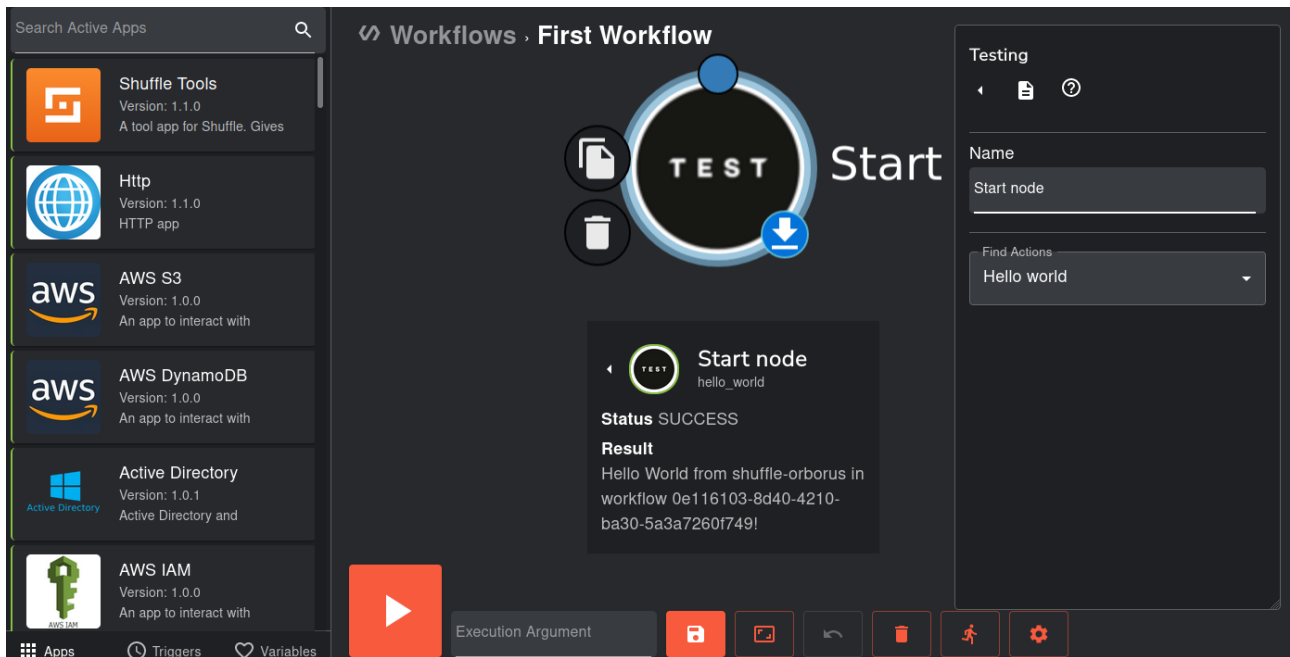 Search Active Apps
Shuffle Tools
Version: 1.1.0
A tool app for Shuffle. Gives
Http
Version: 1.1.0
HTTP app
aws
AWS S3
Version: 1.0.0
An app to interact with
aws
AWS DynamoDB
Version: 1.0.0
An app to interact with
Active Directory
Active Directory
Version: 1.0.1
Active Directory and
AWS IAM
AWS IAM
Version: 1.0.0
An app to interact with
Apps
Triggers
Variables
Workflows › First Workflow
TEST
Start
TEST
Start node
hello_world
Status SUCCESS
Result
Hello World from shuffle-orborus in
workflow 0e116103-8d40-4210-
ba30-5a3a7260f749!
Execution Argument
Testing
Name
Start node
Find Actions
Hello world